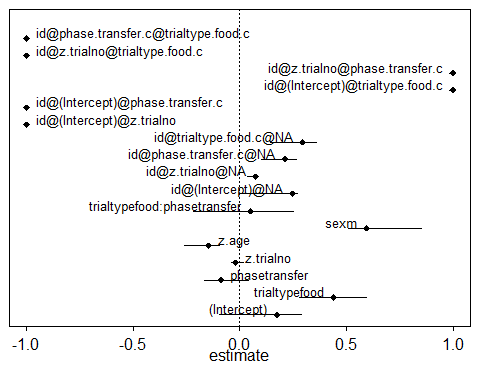 id@phase.transfer.c@trialtype.food.c
id@z.trialno@trialtype.food.c
id@z.trialno@phase.transfer.c
id@(Intercept)@trialtype.food.c
id@(Intercept)@phase.transfer.c
id@(Intercept)@z.trialno
id@trialtype.food.c@NA
id@phase.transfer.c@NA
id@z.trialno@NA
id@(Intercept)@NA
trialtypefood:phasetransfer
sexm
z.age
z.trialno
phasetransfer
trialtypefood
(Intercept)
-1.0 -0.5 0.0 0.5 1.0
estimate